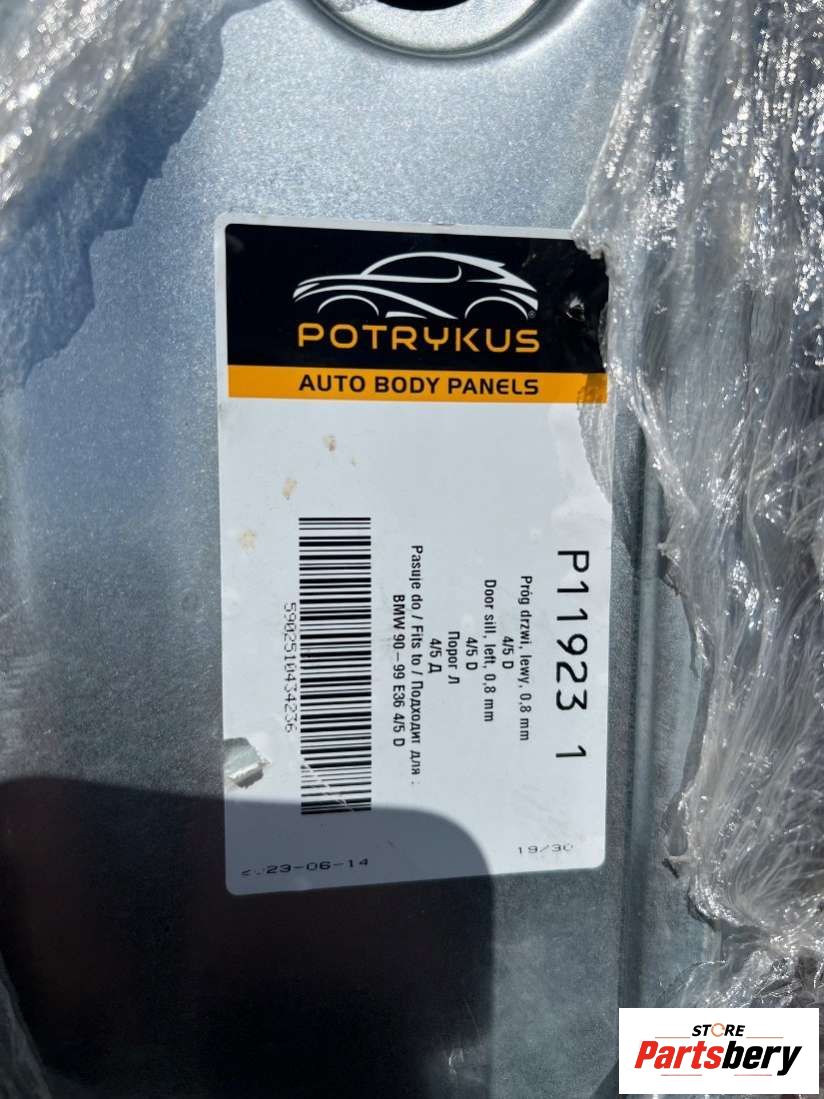 POTRYKUS
AUTO BODY PANELS
P11923 1
Próg drzwi, lewy, 0,8 mm
4/5 D
Door sill, left, 0,8 mm
4/5 D
Порог Л
4/5 Д
Pasuje do / Fits to / Подходит для :
BMW 90-99 E36 4/5 D
5902510434236
19/30
23-06-14
STORE
Partsbery